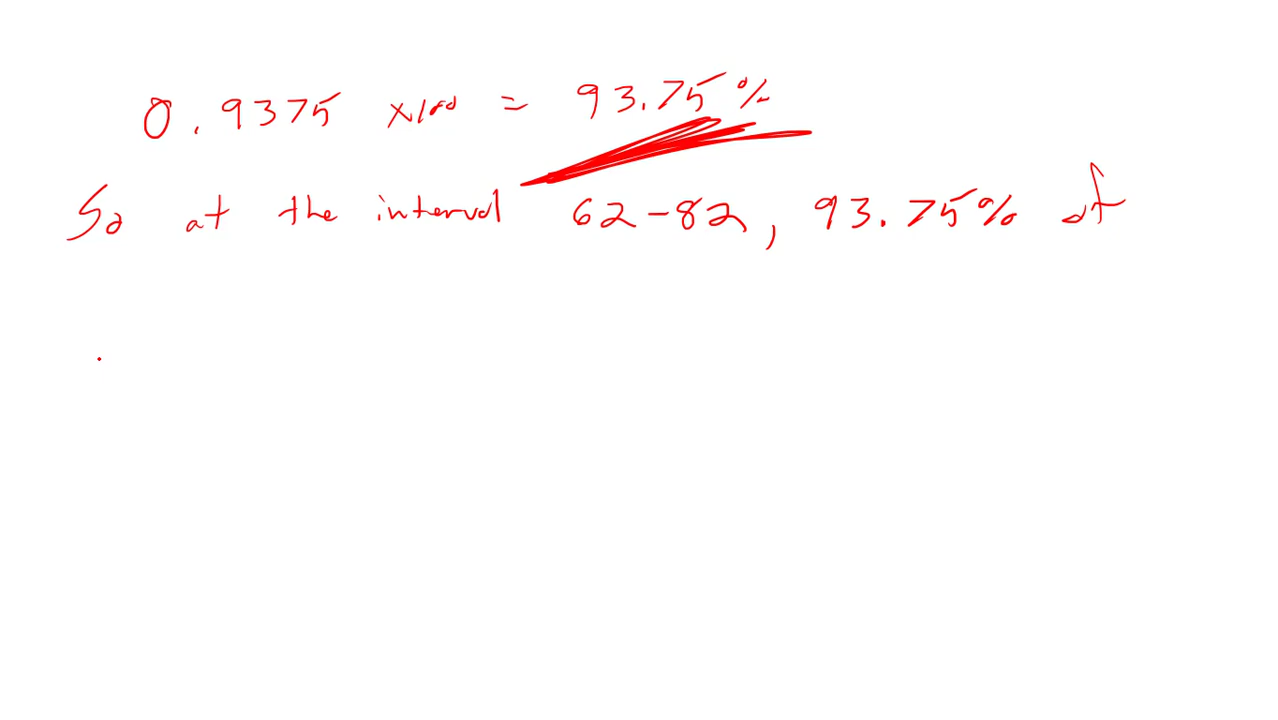 0.9375 x100 = 93.75%
So at the interval 62-82, 93.75% of